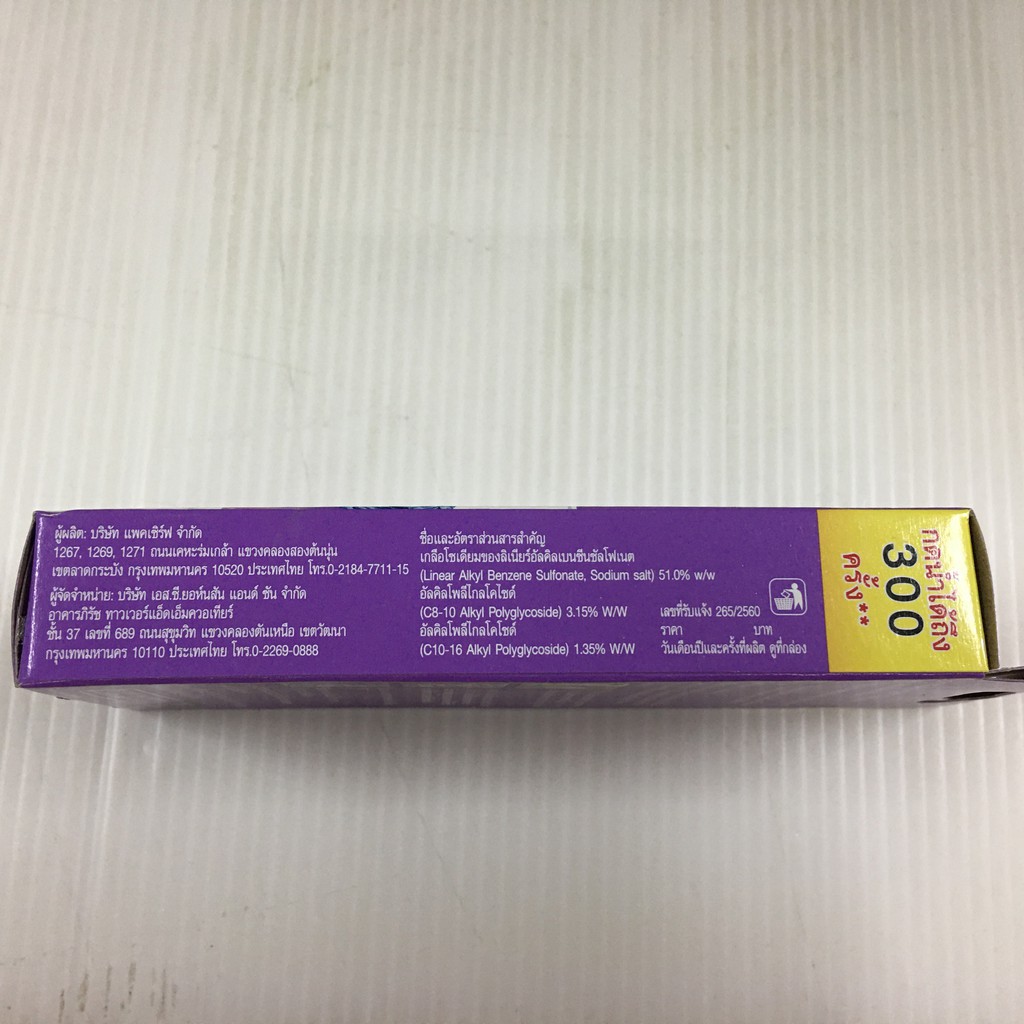 ผู้ผลิต: บริษัท แพคเซิร์ฟ จำกัด
1267, 1269, 1271 ถนนเคหะร่มเกล้า แขวงคลองสองต้นนุ่น
เขตลาดกระบัง กรุงเทพมหานคร 10520 ประเทศไทย โทร.0-2184-7711-15
ผู้จัดจำหน่าย: บริษัท เอส.ซี.ยอห์นสัน แอนด์ ซัน จำกัด
อาคารภิรัช ทาวเวอร์แอ็ดเอ็มควอเทียร์
ชั้น 37 เลขที่ 689 ถนนสุขุมวิท แขวงคลองตันเหนือ เขตวัฒนา
กรุงเทพมหานคร 10110 ประเทศไทย โทร.0-2269-0888
ชื่อและอัตราส่วนสารสำคัญ
เกลือโซเดียมของลิเนียร์อัลคิลเบนซีนซัลโฟเนต
(Linear Alkyl Benzene Sulfonate, Sodium salt) 51.0% w/w
อัลคิลโพลีไกลโคไซด์
(C8-10 Alkyl Polyglycoside) 3.15% W/W
อัลคิลโพลีไกลโคไซด์
(C10-16 Alkyl Polyglycoside) 1.35% W/W
เลขที่รับแจ้ง 265/2560
ราคา บาท
วันเดือนปีและครั้งที่ผลิต ดูที่กล่อง
กดน้ำได้ถึง
300
ครั้ง**